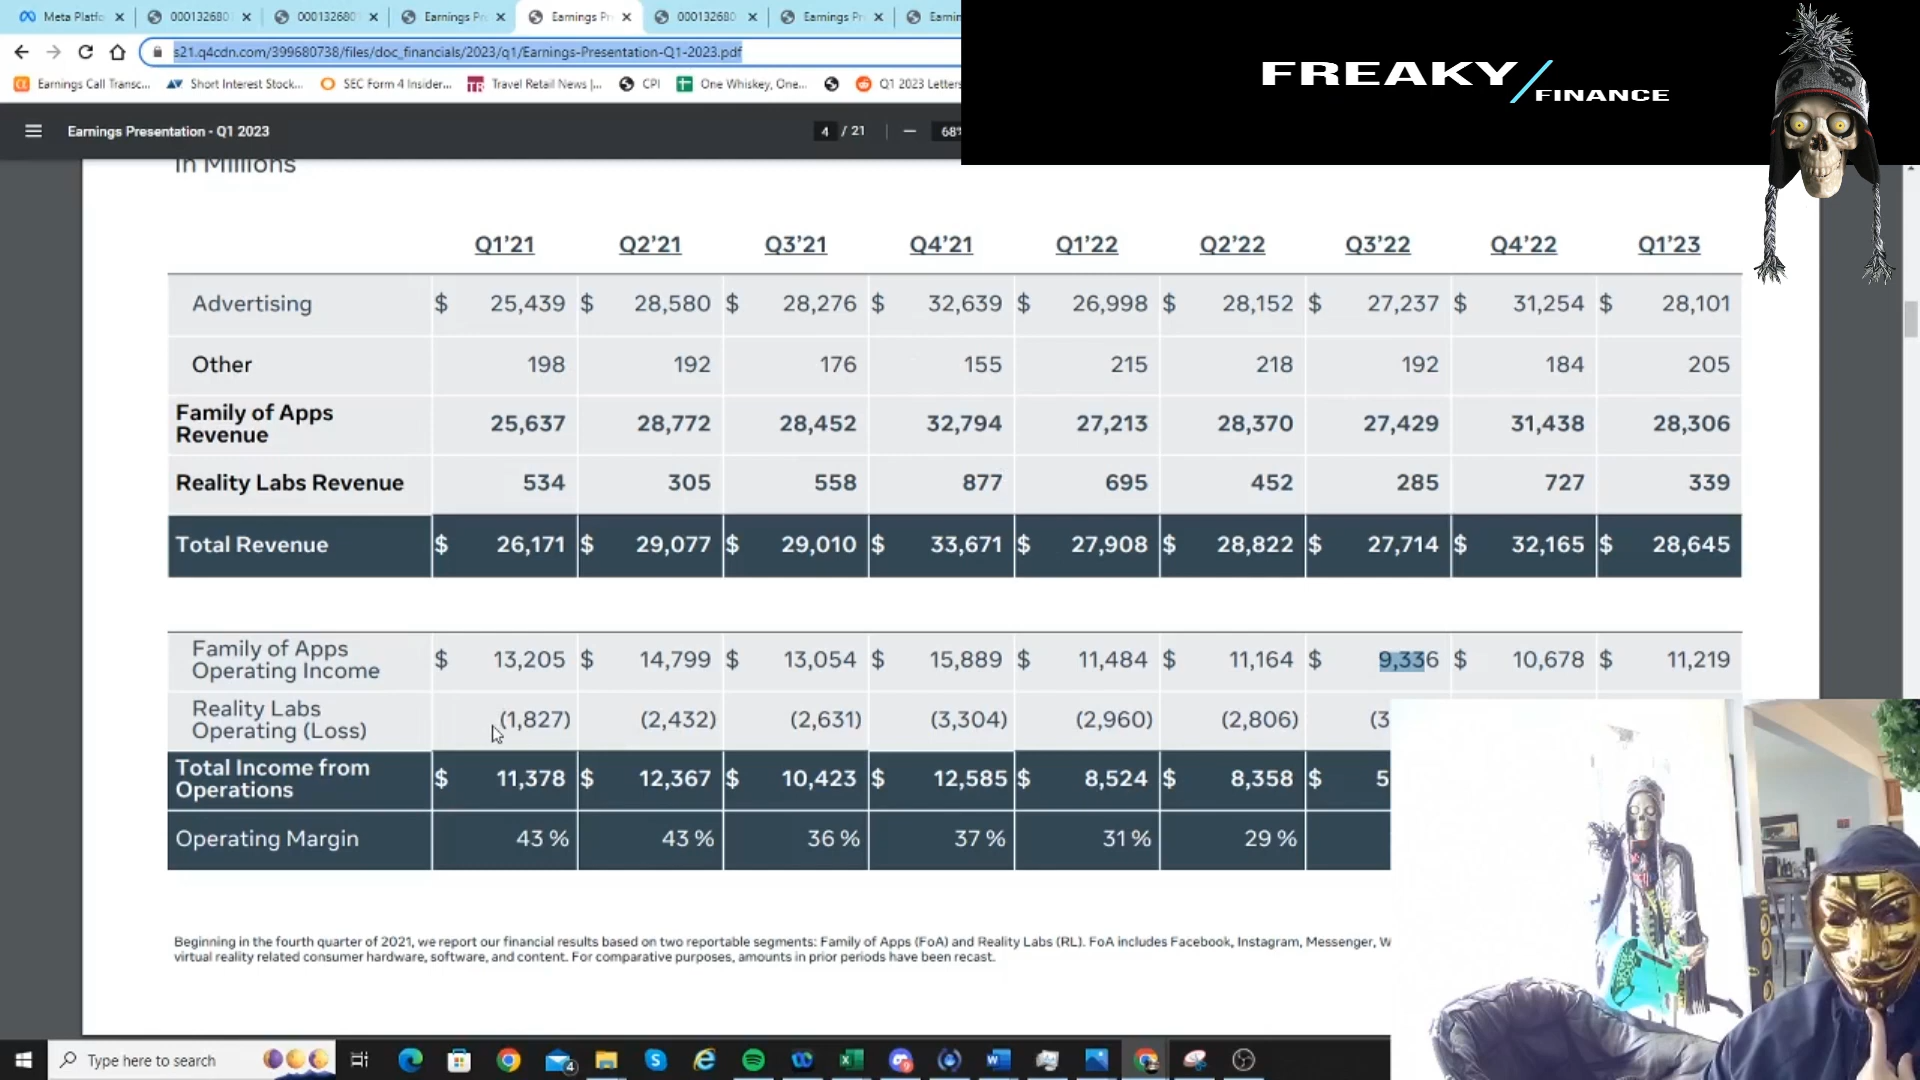 Meta Platfo
000132680
000132680
Earnings Pr
Earnings Pr
000132680
Earnings Pr
Earnin
s21.q4cdn.com/399680738/files/doc_financials/2023/q1/Earnings-Presentation-Q1-2023.pdf
Earnings Call Transc... Short Interest Stock... SEC Form 4 Insider... Travel Retail News |... CPI One Whiskey, One... Q1 2023 Letters
FREAKY/FINANCE
Earnings Presentation - Q1 2023 4 / 21 68%
In Millions
Q1'21 Q2'21 Q3'21 Q4'21 Q1'22 Q2'22 Q3'22 Q4'22 Q1'23
Advertising $ 25,439 $ 28,580 $ 28,276 $ 32,639 $ 26,998 $ 28,152 $ 27,237 $ 31,254 $ 28,101
Other 198 192 176 155 215 218 192 184 205
Family of Apps
Revenue 25,637 28,772 28,452 32,794 27,213 28,370 27,429 31,438 28,306
Reality Labs Revenue 534 305 558 877 695 452 285 727 339
Total Revenue $ 26,171 $ 29,077 $ 29,010 $ 33,671 $ 27,908 $ 28,822 $ 27,714 $ 32,165 $ 28,645
Family of Apps
Operating Income $ 13,205 $ 14,799 $ 13,054 $ 15,889 $ 11,484 $ 11,164 $ 9,336 $ 10,678 $ 11,219
Reality Labs
Operating (Loss) (1,827) (2,432) (2,631) (3,304) (2,960) (2,806) (3
Total Income from
Operations $ 11,378 $ 12,367 $ 10,423 $ 12,585 $ 8,524 $ 8,358 $ 5
Operating Margin 43 % 43 % 36 % 37 % 31 % 29 %
Beginning in the fourth quarter of 2021, we report our financial results based on two reportable segments: Family of Apps (FoA) and Reality Labs (RL). FoA includes Facebook, Instagram, Messenger, W
virtual reality related consumer hardware, software, and content. For comparative purposes, amounts in prior periods have been recast.
Type here to search